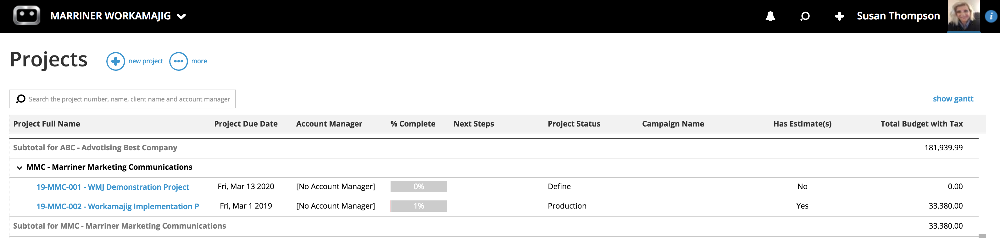 MARRINER WORKAMAJIG
Susan Thompson
i
Projects
new project
more
Search the project number, name, client name and account manager
show gantt
Project Full Name Project Due Date Account Manager % Complete Next Steps Project Status Campaign Name Has Estimate(s) Total Budget with Tax
Subtotal for ABC - Advotising Best Company 181,939.99
MMC - Marriner Marketing Communications
19-MMC-001 - WMJ Demonstration Project Fri, Mar 13 2020 [No Account Manager] 0% Define No 0.00
19-MMC-002 - Workamajig Implementation P Fri, Mar 1 2019 [No Account Manager] 1% Production Yes 33,380.00
Subtotal for MMC - Marriner Marketing Communications 33,380.00